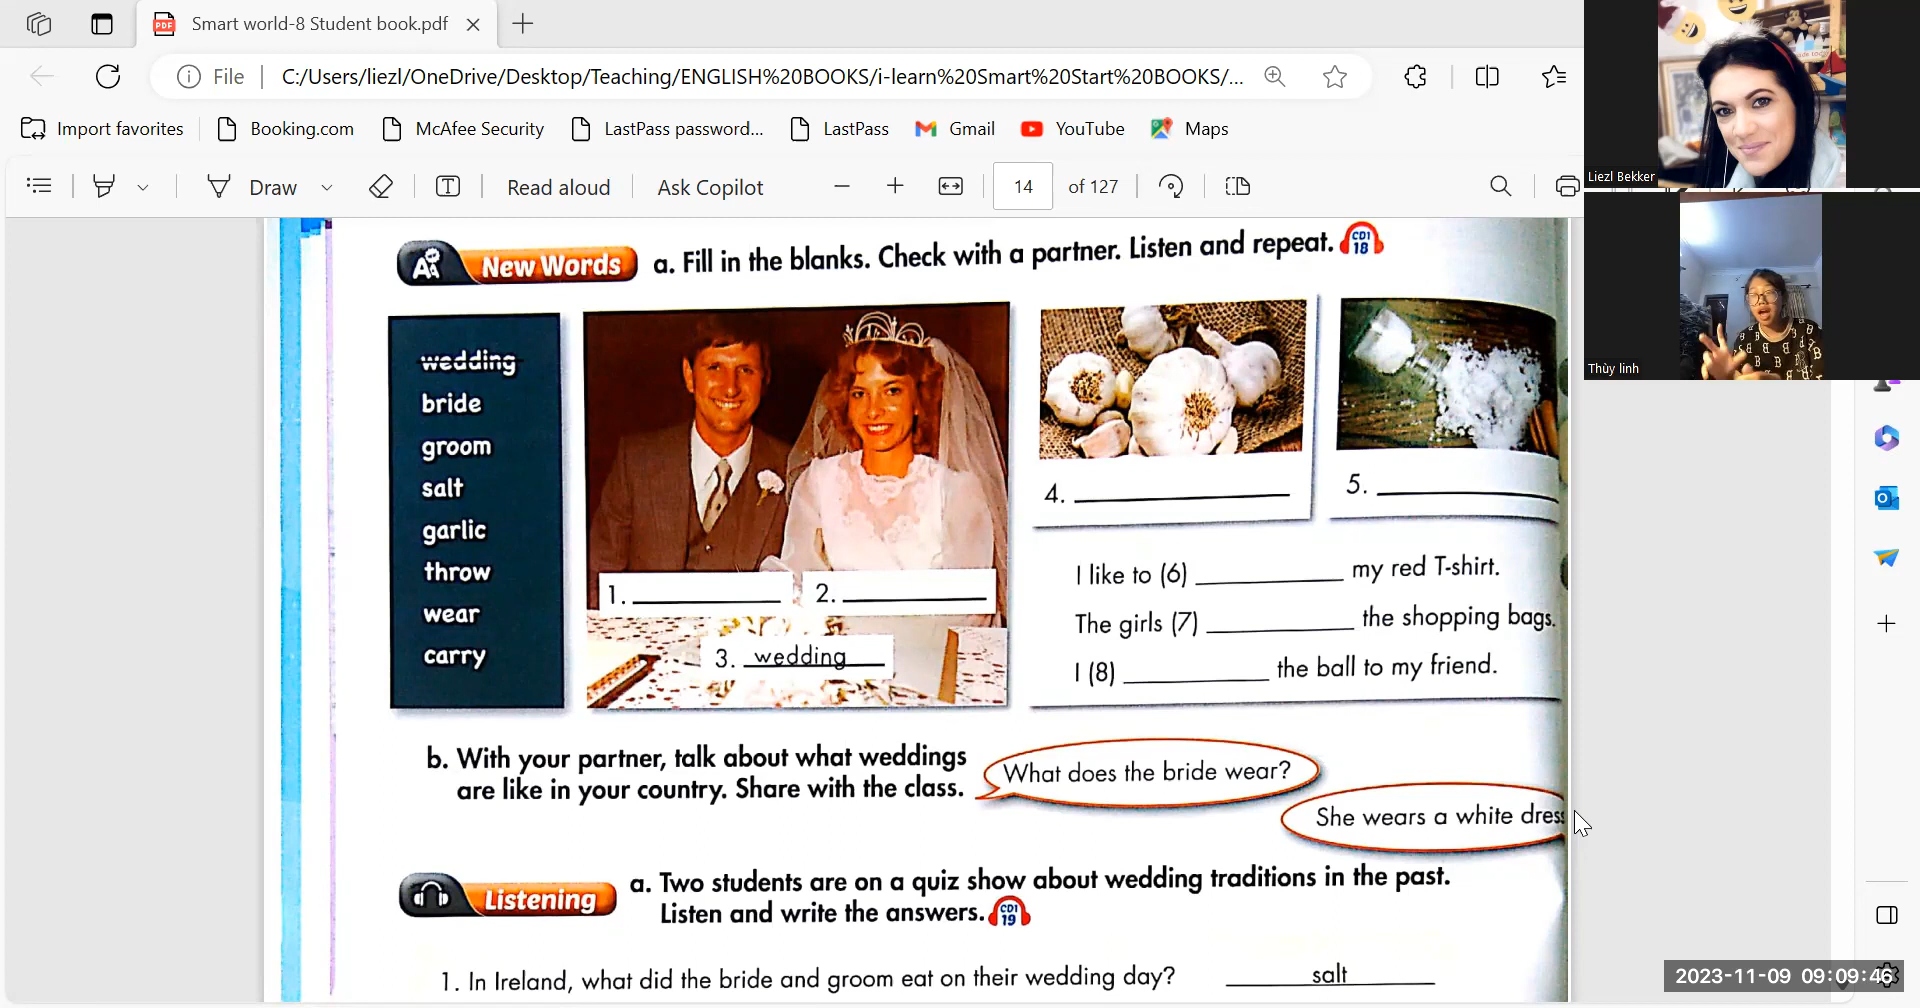 Smart world-8 Student book.pdf
File
C:/Users/liezl/OneDrive/Desktop/Teaching/ENGLISH%20BOOKS/i-learn%20Smart%20Start%20BOOKS/...
Import favorites
Booking.com
McAfee Security
LastPass password...
LastPass
Gmail
YouTube
Maps
Draw
Read aloud
Ask Copilot
14 of 127
Liezl Bekker
Thùy linh
New Words
a. Fill in the blanks. Check with a partner. Listen and repeat.
CD1
18
wedding
bride
groom
salt
garlic
throw
wear
carry
1.
2.
3. wedding
4.
5.
I like to (6) my red T-shirt.
The girls (7) the shopping bags.
I (8) the ball to my friend.
b. With your partner, talk about what weddings
are like in your country. Share with the class.
What does the bride wear?
She wears a white dress
Listening
a. Two students are on a quiz show about wedding traditions in the past.
Listen and write the answers.
CD1
19
1. In Ireland, what did the bride and groom eat on their wedding day? salt
2023-11-09 09:09:46